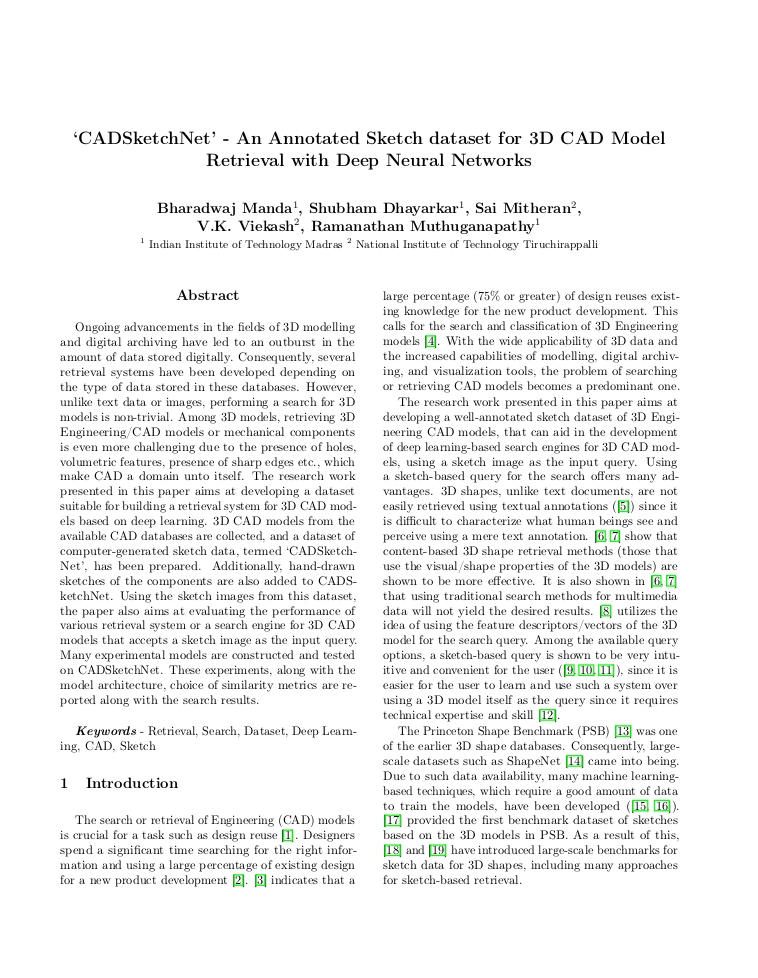 ‘CADSketchNet’ - An Annotated Sketch dataset for 3D CAD Model
Retrieval with Deep Neural Networks
Bharadwaj Manda1, Shubham Dhayarkar1, Sai Mitheran2,
V.K. Viekash2, Ramanathan Muthuganapathy1
1 Indian Institute of Technology Madras 2 National Institute of Technology Tiruchirappalli
Abstract
Ongoing advancements in the fields of 3D modelling
and digital archiving have led to an outburst in the
amount of data stored digitally. Consequently, several
retrieval systems have been developed depending on
the type of data stored in these databases. However,
unlike text data or images, performing a search for 3D
models is non-trivial. Among 3D models, retrieving 3D
Engineering/CAD models or mechanical components
is even more challenging due to the presence of holes,
volumetric features, presence of sharp edges etc., which
make CAD a domain unto itself. The research work
presented in this paper aims at developing a dataset
suitable for building a retrieval system for 3D CAD mod-
els based on deep learning. 3D CAD models from the
available CAD databases are collected, and a dataset of
computer-generated sketch data, termed ‘CADSketch-
Net’, has been prepared. Additionally, hand-drawn
sketches of the components are also added to CADS-
ketchNet. Using the sketch images from this dataset,
the paper also aims at evaluating the performance of
various retrieval system or a search engine for 3D CAD
models that accepts a sketch image as the input query.
Many experimental models are constructed and tested
on CADSketchNet. These experiments, along with the
model architecture, choice of similarity metrics are re-
ported along with the search results.
Keywords - Retrieval, Search, Dataset, Deep Learn-
ing, CAD, Sketch
1 Introduction
The search or retrieval of Engineering (CAD) models
is crucial for a task such as design reuse [1]. Designers
spend a significant time searching for the right infor-
mation and using a large percentage of existing design
for a new product development [2]. [3] indicates that a
large percentage (75% or greater) of design reuses exist-
ing knowledge for the new product development. This
calls for the search and classification of 3D Engineering
models [4]. With the wide applicability of 3D data and
the increased capabilities of modelling, digital archiv-
ing, and visualization tools, the problem of searching
or retrieving CAD models becomes a predominant one.
The research work presented in this paper aims at
developing a well-annotated sketch dataset of 3D Engi-
neering CAD models, that can aid in the development
of deep learning-based search engines for 3D CAD mod-
els, using a sketch image as the input query. Using
a sketch-based query for the search offers many ad-
vantages. 3D shapes, unlike text documents, are not
easily retrieved using textual annotations ([5]) since it
is difficult to characterize what human beings see and
perceive using a mere text annotation. [6, 7] show that
content-based 3D shape retrieval methods (those that
use the visual/shape properties of the 3D models) are
shown to be more effective. It is also shown in [6, 7]
that using traditional search methods for multimedia
data will not yield the desired results. [8] utilizes the
idea of using the feature descriptors/vectors of the 3D
model for the search query. Among the available query
options, a sketch-based query is shown to be very intu-
itive and convenient for the user ([9, 10, 11]), since it is
easier for the user to learn and use such a system over
using a 3D model itself as the query since it requires
technical expertise and skill [12].
The Princeton Shape Benchmark (PSB) [13] was one
of the earlier 3D shape databases. Consequently, large-
scale datasets such as ShapeNet [14] came into being.
Due to such data availability, many machine learning-
based techniques, which require a good amount of data
to train the models, have been developed ([15, 16]).
[17] provided the first benchmark dataset of sketches
based on the 3D models in PSB. As a result of this,
[18] and [19] have introduced large-scale benchmarks for
sketch data for 3D shapes, including many approaches
for sketch-based retrieval.